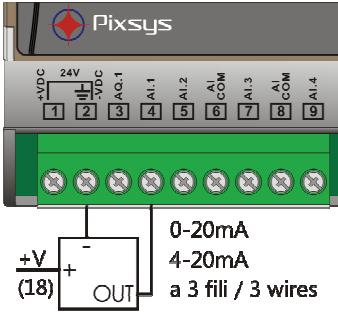 Pixsys
+VDC 24V -VDC AQ.1 AI.1 AI.2 AI COM AI.3 AI COM AI.4
1 2 3 4 5 6 7 8 9
0-20mA
4-20mA
a 3 fili / 3 wires
-
+V
+
(18)
OUT